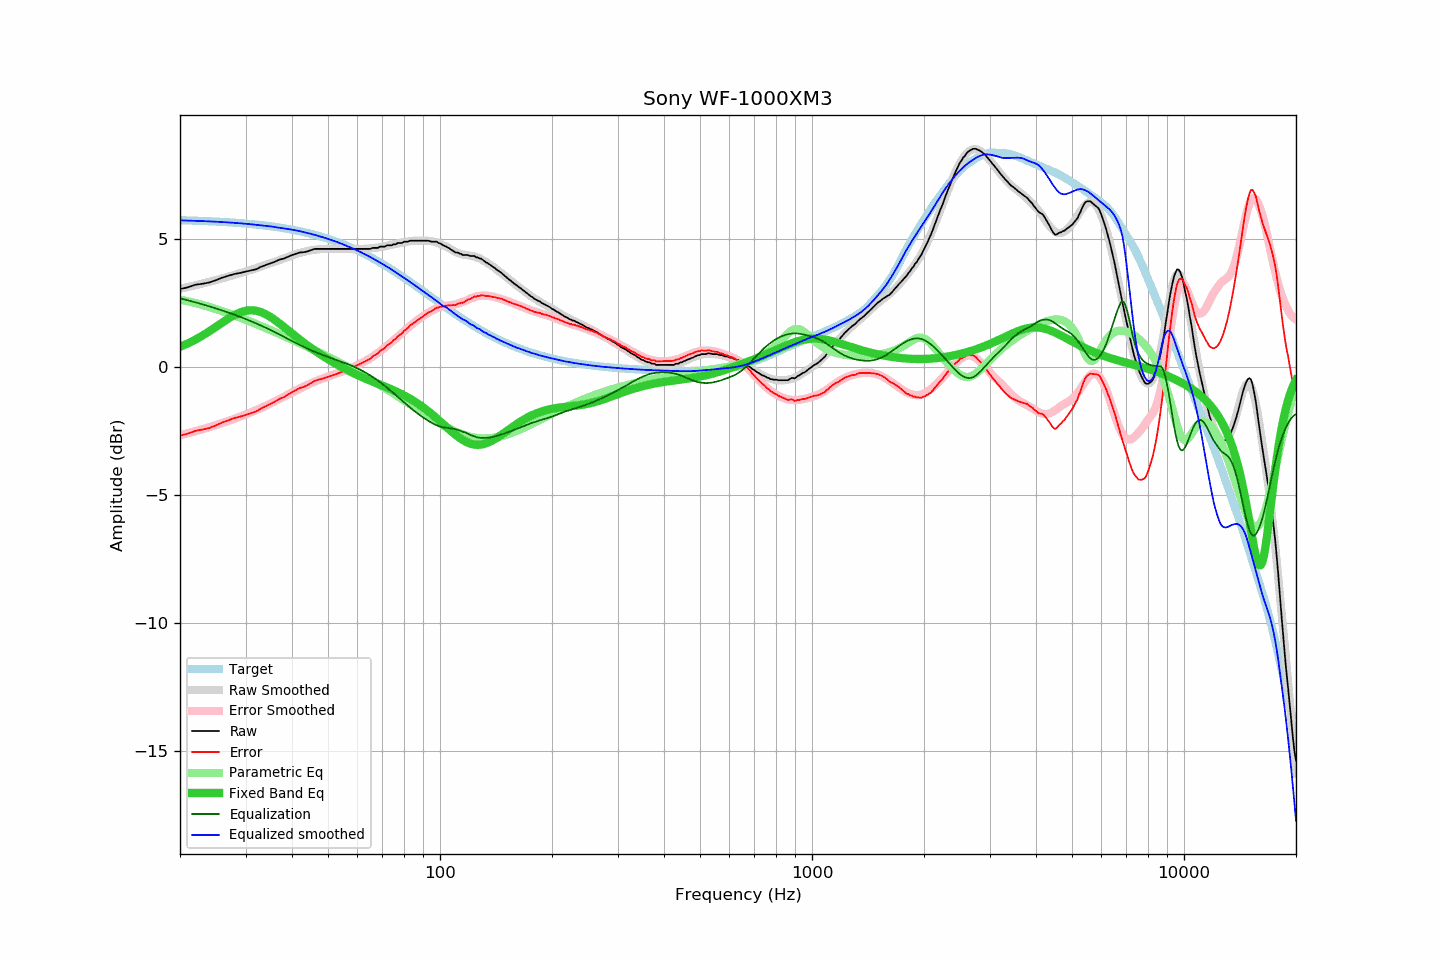 Sony WF-1000XM3
Amplitude (dBr)
5
0
−5
−10
−15
Target
Raw Smoothed
Error Smoothed
Raw
Error
Parametric Eq
Fixed Band Eq
Equalization
Equalized smoothed
100
1000
10000
Frequency (Hz)